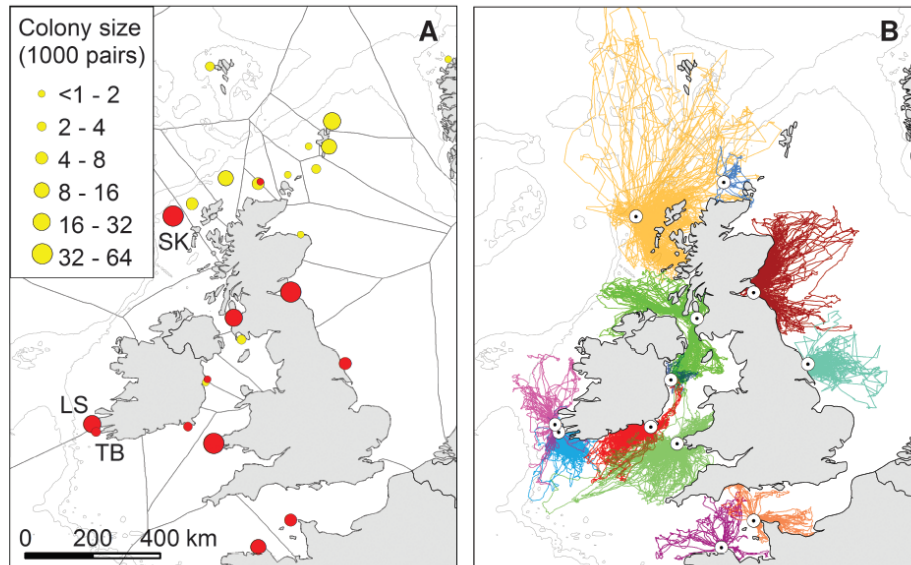 Colony size
(1000 pairs)
<1 - 2
2 - 4
4 - 8
8 - 16
16 - 32
32 - 64
A
SK
LS
TB
0 200 400 km
B